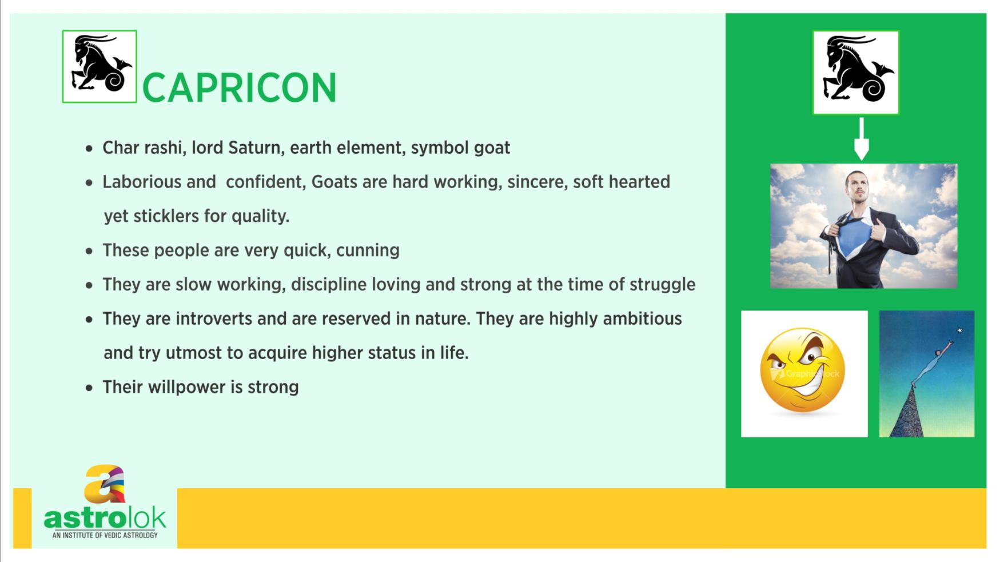 CAPRICON
• Char rashi, lord Saturn, earth element, symbol goat
• Laborious and  confident, Goats are hard working, sincere, soft hearted
yet sticklers for quality.
• These people are very quick, cunning
• They are slow working, discipline loving and strong at the time of struggle
• They are introverts and are reserved in nature. They are highly ambitious
and try utmost to acquire higher status in life.
• Their willpower is strong
GraphicStock
a
astrolok
AN INSTITUTE OF VEDIC ASTROLOGY